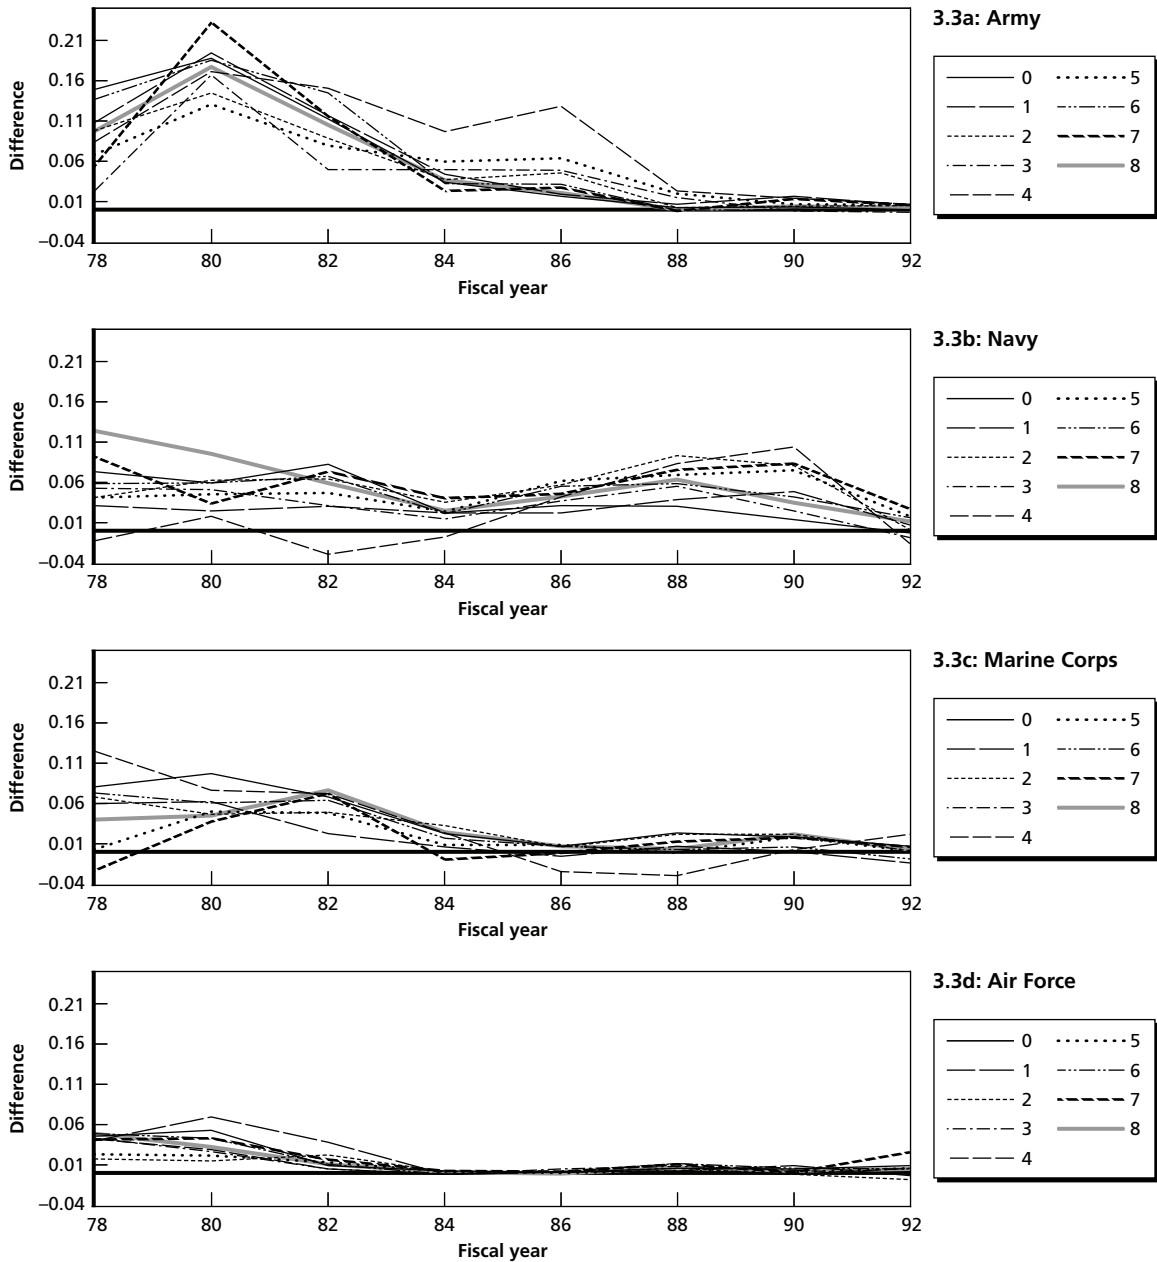 3.3a: Army
Difference
0.21
0.16
0.11
0.06
0.01
–0.04
78 80 82 84 86 88 90 92
Fiscal year
0 5
1 6
2 7
3 8
4
3.3b: Navy
Difference
0.21
0.16
0.11
0.06
0.01
–0.04
78 80 82 84 86 88 90 92
Fiscal year
0 5
1 6
2 7
3 8
4
3.3c: Marine Corps
Difference
0.21
0.16
0.11
0.06
0.01
–0.04
78 80 82 84 86 88 90 92
Fiscal year
0 5
1 6
2 7
3 8
4
3.3d: Air Force
Difference
0.21
0.16
0.11
0.06
0.01
–0.04
78 80 82 84 86 88 90 92
Fiscal year
0 5
1 6
2 7
3 8
4